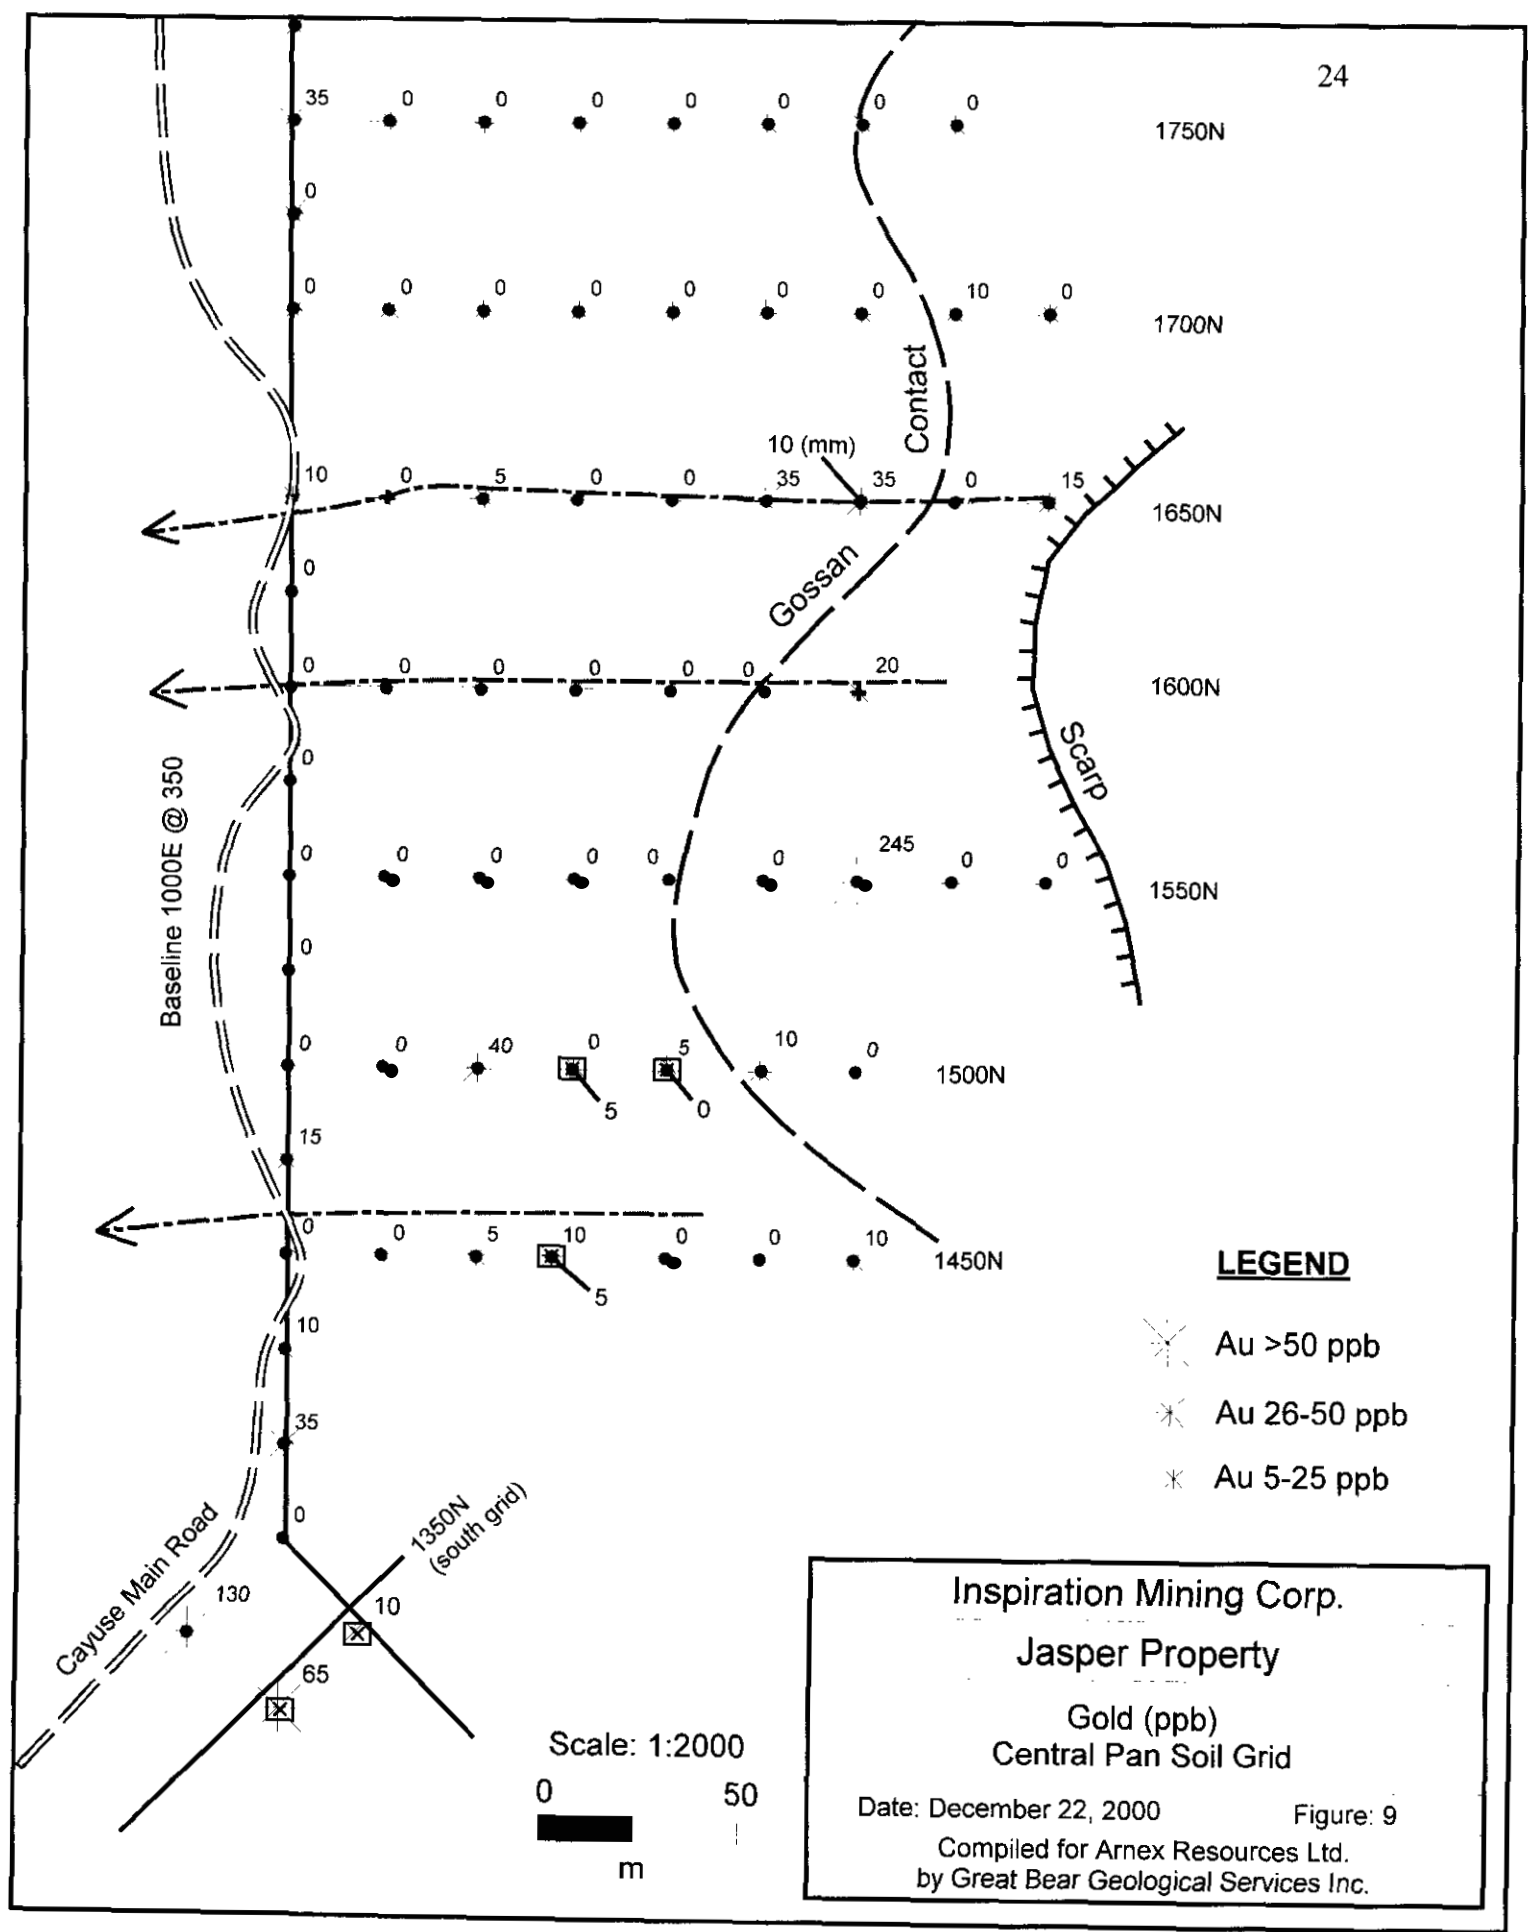 24
35 0 0 0 0 0 0 0
1750N
0
0 0 0 0 0 0 0 10 0
1700N
Contact
10 (mm)
10 0 5 0 0 35 35 0 15
1650N
0
Gossan
0 0 0 0 0 0 20
1600N
Scarp
0
Baseline 1000E @ 350
0 0 0 0 0 0 245 0 0
1550N
0
0 0 40 0 5 10 0
1500N
5 0
15
0 0 5 10 0 0 10
1450N
5
10
35
0
1350N
(south grid)
Cayuse Main Road
130
10
65
LEGEND
Au >50 ppb
Au 26-50 ppb
Au 5-25 ppb
Scale: 1:2000
0 50
m
Inspiration Mining Corp.
Jasper Property
Gold (ppb)
Central Pan Soil Grid
Date: December 22, 2000 Figure: 9
Compiled for Arnex Resources Ltd.
by Great Bear Geological Services Inc.